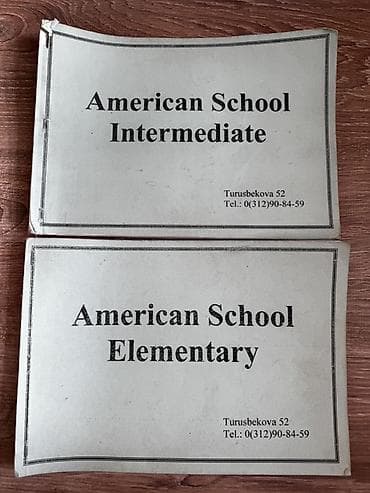 American School
Intermediate
Turusbekova 52
Tel.: 0(312)90-84-59
American School
Elementary
Turusbekova 52
Tel.: 0(312)90-84-59